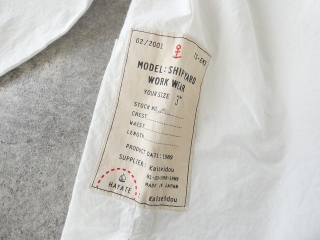 02/2001
MODEL: SHIPYARD
WORK WEAR
YOUR SIZE 3"
STOCK NO
CHEST
WAIST
LENGTH
PRODUCT DATE: 1989
SUPPLIER: Kaiseidou
MADE IN JAPAN
HAYATE
Kaiseidou